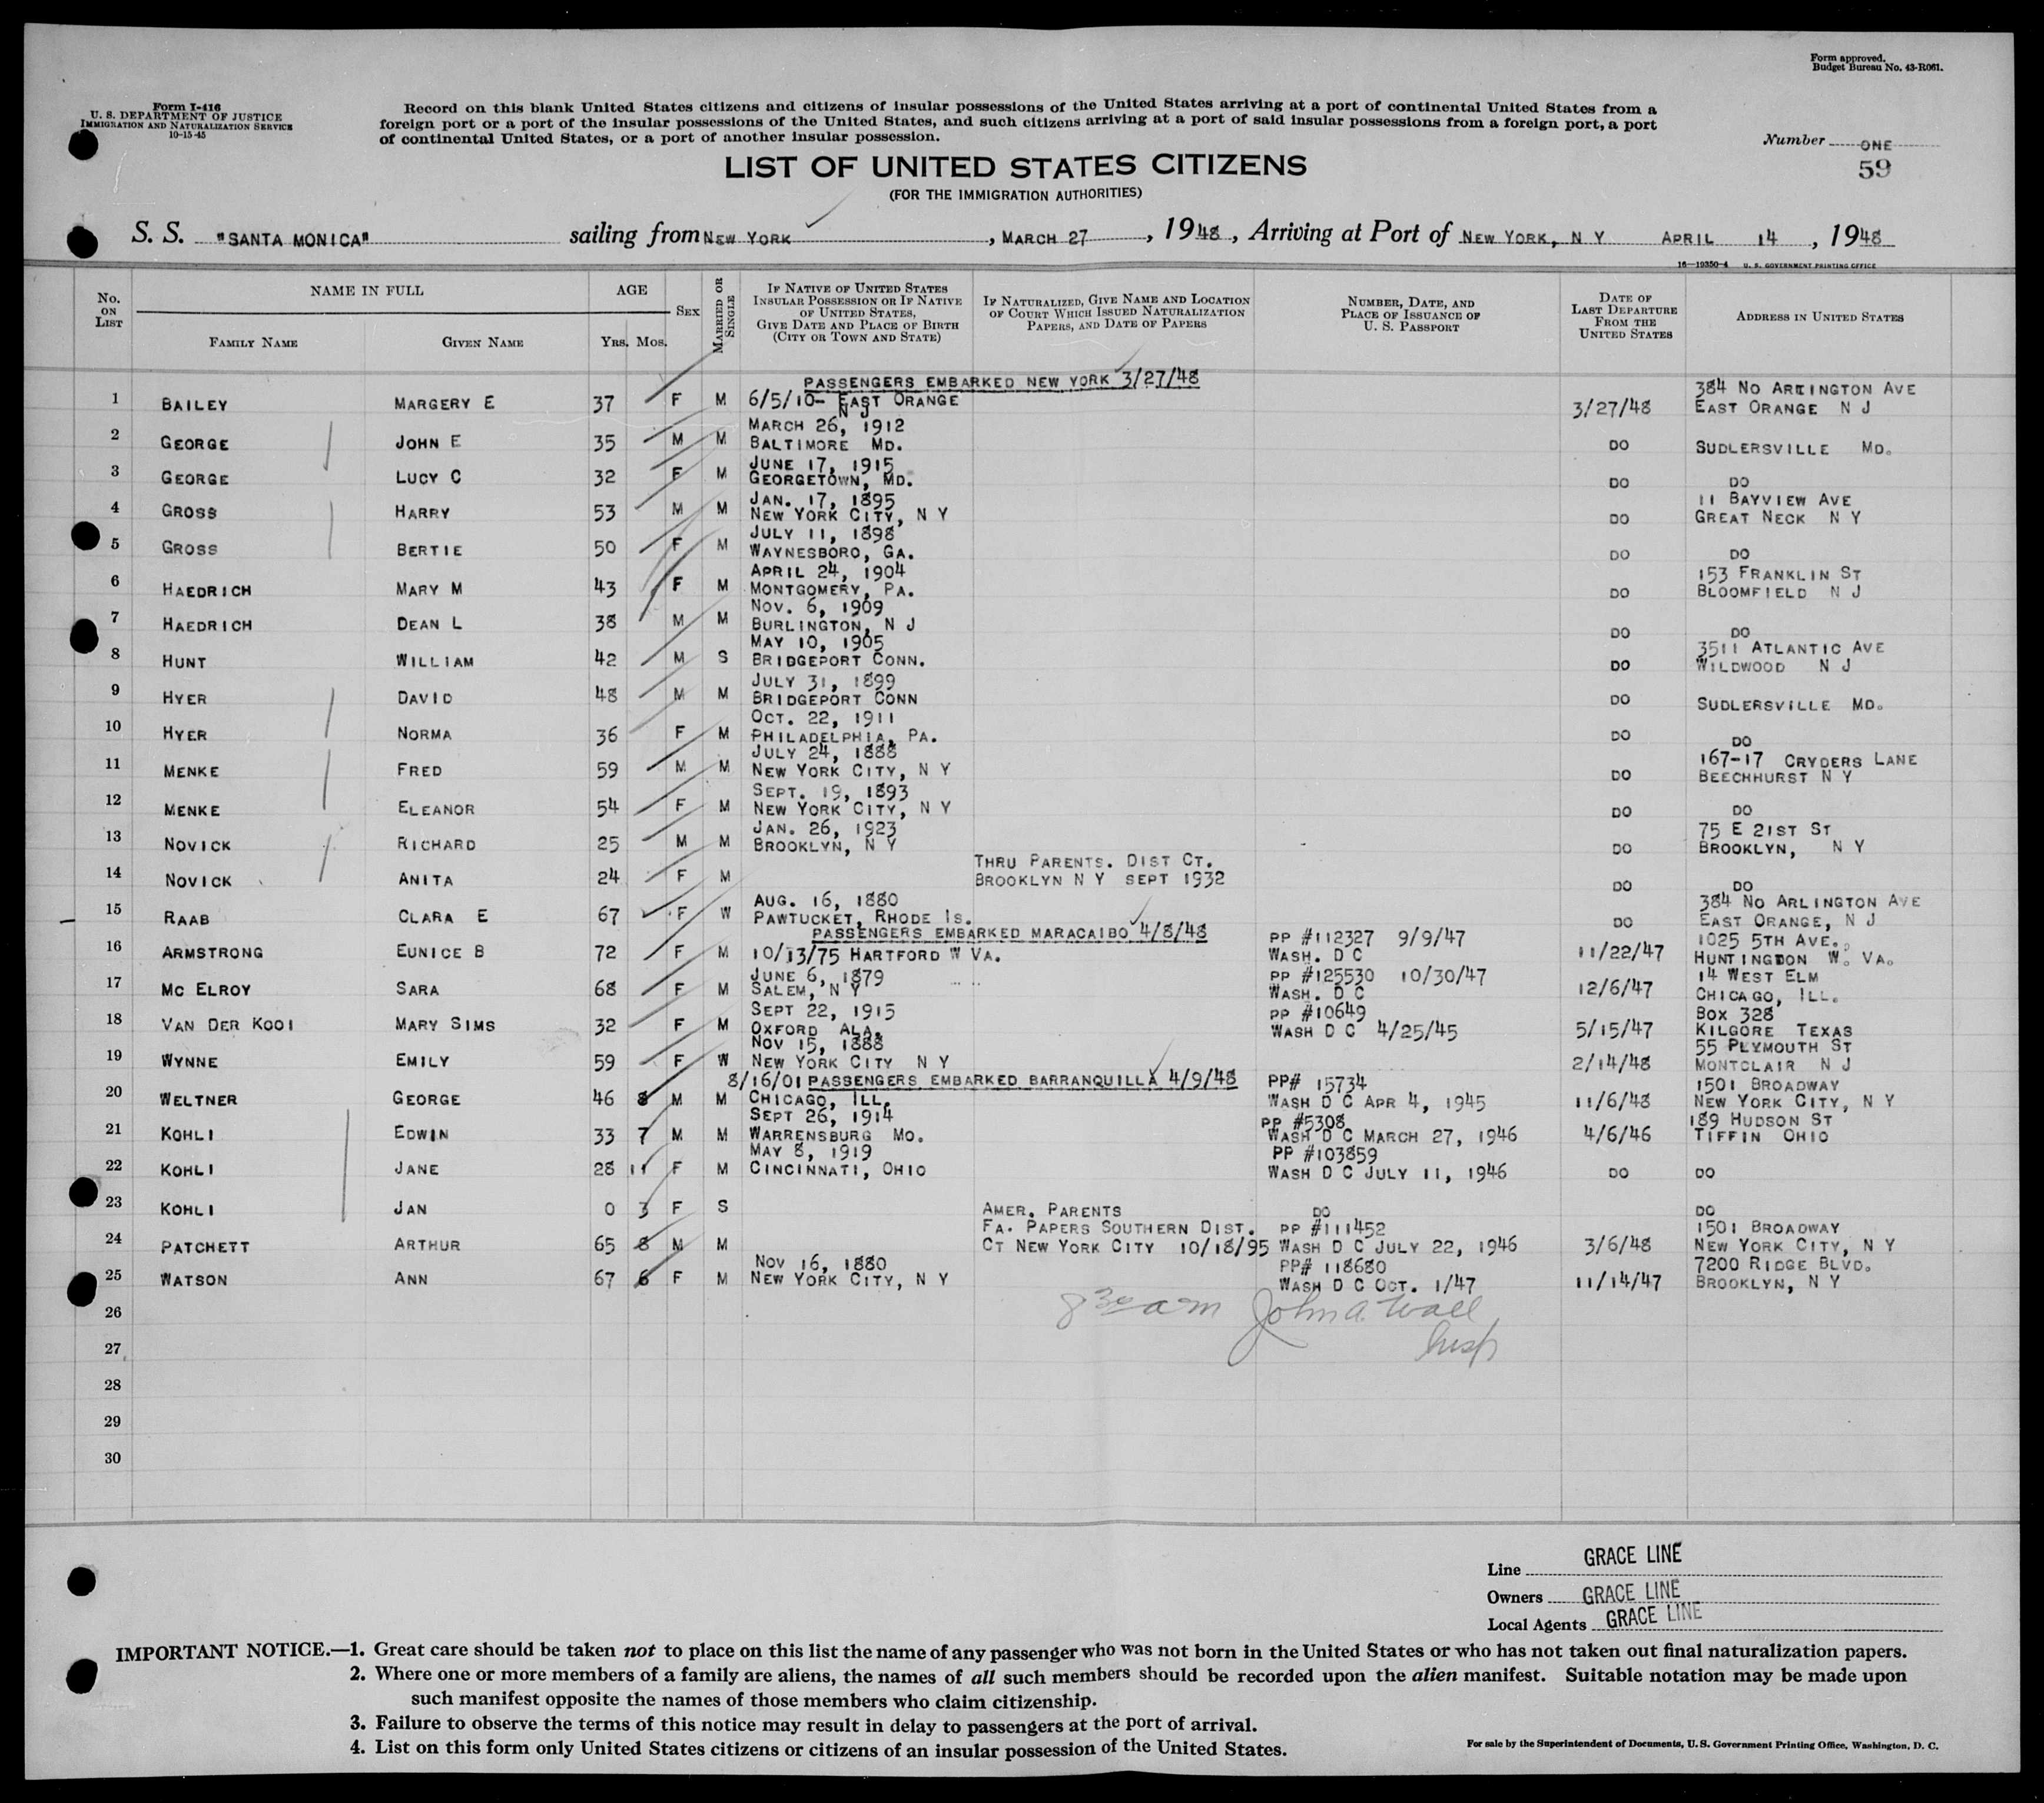 Form approved.
Budget Bureau No. 43-R061.
Form I-416
U. S. DEPARTMENT OF JUSTICE
IMMIGRATION AND NATURALIZATION SERVICE
10-15-45
Record on this blank United States citizens and citizens of insular possessions of the United States arriving at a port of continental United States from a
foreign port or a port of the insular possessions of the United States, and such citizens arriving at a port of said insular possessions from a foreign port, a port
of continental United States, or a port of another insular possession.
Number ONE
59
LIST OF UNITED STATES CITIZENS
(FOR THE IMMIGRATION AUTHORITIES)
S. S. "SANTA MONICA" sailing from NEW YORK, MARCH 27, 1948, Arriving at Port of NEW YORK, N Y APRIL 14, 1948
16—19350-4 U. S. GOVERNMENT PRINTING OFFICE
No. ON LIST
NAME IN FULL
FAMILY NAME GIVEN NAME
AGE
YRS. MOS.
SEX
MARRIED OR SINGLE
IF NATIVE OF UNITED STATES
INSULAR POSSESSION OR IF NATIVE
OF UNITED STATES,
GIVE DATE AND PLACE OF BIRTH
(CITY OR TOWN AND STATE)
IF NATURALIZED, GIVE NAME AND LOCATION
OF COURT WHICH ISSUED NATURALIZATION
PAPERS, AND DATE OF PAPERS
NUMBER, DATE, AND
PLACE OF ISSUANCE OF
U. S. PASSPORT
DATE OF
LAST DEPARTURE
FROM THE
UNITED STATES
ADDRESS IN UNITED STATES
PASSENGERS EMBARKED NEW YORK 3/27/48
1 BAILEY MARGERY E 37 F M 6/5/10- EAST ORANGE N J 3/27/48 384 NO ARLINGTON AVE EAST ORANGE N J
2 GEORGE JOHN E 35 M M MARCH 26, 1912 BALTIMORE MD. DO SUDLERSVILLE MD.
3 GEORGE LUCY C 32 F M JUNE 17, 1915 GEORGETOWN, MD. DO DO
4 GROSS HARRY 53 M M JAN. 17, 1895 NEW YORK CITY, N Y DO 11 BAYVIEW AVE GREAT NECK N Y
5 GROSS BERTIE 50 F M JULY 11, 1898 WAYNESBORO, GA. DO DO
6 HAEDRICH MARY M 43 F M APRIL 24, 1904 MONTGOMERY, PA. DO 153 FRANKLIN ST BLOOMFIELD N J
7 HAEDRICH DEAN L 38 M M NOV. 6, 1909 BURLINGTON, N J DO DO
8 HUNT WILLIAM 42 M S MAY 10, 1905 BRIDGEPORT CONN. DO 3511 ATLANTIC AVE WILDWOOD N J
9 HYER DAVID 48 M M JULY 31, 1899 BRIDGEPORT CONN DO SUDLERSVILLE MD.
10 HYER NORMA 36 F M OCT. 22, 1911 PHILADELPHIA, PA. DO DO
11 MENKE FRED 59 M M JULY 24, 1888 NEW YORK CITY, N Y DO 167-17 CRYDERS LANE BEECHHURST N Y
12 MENKE ELEANOR 54 F M SEPT. 19, 1893 NEW YORK CITY, N Y DO DO
13 NOVICK RICHARD 25 M M JAN. 26, 1923 BROOKLYN, N Y DO 75 E 21ST ST BROOKLYN, N Y
14 NOVICK ANITA 24 F M THRU PARENTS. DIST CT. BROOKLYN N Y SEPT 1932 DO DO
15 RAAB CLARA E 67 F W AUG. 16, 1880 PAWTUCKET, RHODE IS. DO 384 NO ARLINGTON AVE EAST ORANGE, N J
PASSENGERS EMBARKED MARACAIBO 4/8/48
16 ARMSTRONG EUNICE B 72 F M 10/13/75 HARTFORD W VA. PP #112327 9/9/47 WASH. D C 11/22/47 1025 5TH AVE. HUNTINGDON W. VA.
17 MC ELROY SARA 68 F M JUNE 6, 1879 SALEM, N Y PP #125530 10/30/47 WASH. D C 12/6/47 14 WEST ELM CHICAGO, ILL.
18 VAN DER KOOI MARY SIMS 32 F M SEPT 22, 1915 OXFORD ALA. PP #10649 WASH D C 4/25/45 5/15/47 BOX 328 KILGORE TEXAS
19 WYNNE EMILY 59 F W NOV 15, 1888 NEW YORK CITY N Y 2/14/48 55 PLYMOUTH ST MONTCLAIR N J
PASSENGERS EMBARKED BARRANQUILLA 4/9/48
20 WELTNER GEORGE 46 8 M M 8/16/01 CHICAGO, ILL. PP# 15734 WASH D C APR 4, 1945 11/6/48 1501 BROADWAY NEW YORK CITY, N Y
21 KOHLI EDWIN 33 7 M M SEPT 26, 1914 WARRENSBURG MO. PP #5308 WASH D C MARCH 27, 1946 4/6/46 189 HUDSON ST TIFFIN OHIO
22 KOHLI JANE 28 11 F M MAY 8, 1919 CINCINNATI, OHIO PP #103859 WASH D C JULY 11, 1946 DO DO
23 KOHLI JAN 0 3 F S AMER. PARENTS DO DO
24 PATCHETT ARTHUR 65 8 M M FA. PAPERS SOUTHERN DIST. CT NEW YORK CITY 10/18/95 PP #111452 WASH D C JULY 22, 1946 3/6/48 1501 BROADWAY NEW YORK CITY, N Y
25 WATSON ANN 67 6 F M NOV 16, 1880 NEW YORK CITY, N Y PP# 118680 WASH D C OCT. 1/47 11/14/47 7200 RIDGE BLVD. BROOKLYN, N Y
26
8 30 am John A. Wall
Insp
27
28
29
30
Line GRACE LINE
Owners GRACE LINE
Local Agents GRACE LINE
IMPORTANT NOTICE.—1. Great care should be taken not to place on this list the name of any passenger who was not born in the United States or who has not taken out final naturalization papers.
2. Where one or more members of a family are aliens, the names of all such members should be recorded upon the alien manifest. Suitable notation may be made upon
such manifest opposite the names of those members who claim citizenship.
3. Failure to observe the terms of this notice may result in delay to passengers at the port of arrival.
4. List on this form only United States citizens or citizens of an insular possession of the United States.
For sale by the Superintendent of Documents, U. S. Government Printing Office, Washington, D. C.